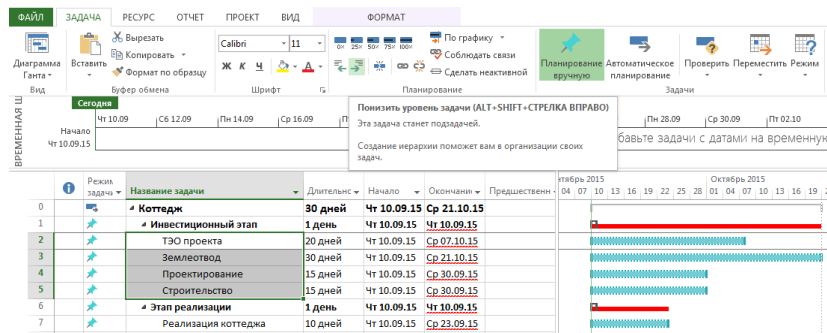 ФАЙЛ ЗАДАЧА РЕСУРС ОТЧЕТ ПРОЕКТ ВИД ФОРМАТ
Диаграмма Ганта
Вид
Вставить
Вырезать
Копировать
Формат по образцу
Буфер обмена
Calibri 11
Ж К Ч А
Шрифт
0% 25% 50% 75% 100%
По графику
Соблюдать связи
Сделать неактивной
Планирование
Планирование вручную
Автоматическое планирование
Проверить Переместить Режим
Задачи
ВРЕМЕННАЯ Ш
Сегодня
Чт 10.09 Сб 12.09 Пн 14.09 Ср 16.09 Пн 28.09 Ср 30.09 Пт 02.10
Начало
Чт 10.09.15
бавьте задачи с датами на временную
Понизить уровень задачи (ALT+SHIFT+СТРЕЛКА ВПРАВО)
Эта задача станет подзадачей.
Создание иерархии поможет вам в организации своих
задач.
Режим задачи Название задачи Длительнс Начало Окончани Предшественн
тябрь 2015 Октябрь 2015
04 07 10 13 16 19 22 25 28 01 04 07 10 13 16 19
0 Коттедж 30 дней Чт 10.09.15 Ср 21.10.15
1 Инвестиционный этап 1 день Чт 10.09.15 Чт 10.09.15
2 ТЭО проекта 20 дней Чт 10.09.15 Ср 07.10.15
3 Землеотвод 30 дней Чт 10.09.15 Ср 21.10.15
4 Проектирование 15 дней Чт 10.09.15 Ср 30.09.15
5 Строительство 15 дней Чт 10.09.15 Ср 30.09.15
6 Этап реализации 1 день Чт 10.09.15 Чт 10.09.15
7 Реализация коттеджа 10 дней Чт 10.09.15 Ср 23.09.15